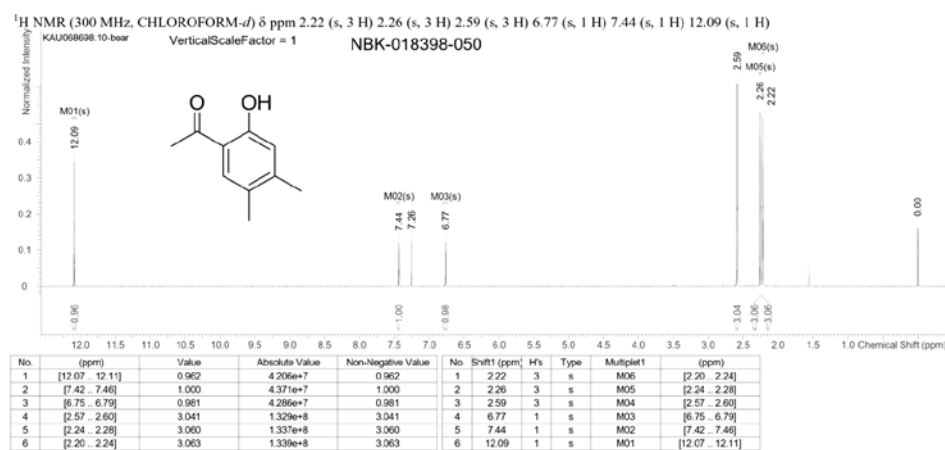 ¹H NMR (300 MHz, CHLOROFORM-d) δ ppm 2.22 (s, 3 H) 2.26 (s, 3 H) 2.59 (s, 3 H) 6.77 (s, 1 H) 7.44 (s, 1 H) 12.09 (s, 1 H)
KAU068698.10-bear VerticalScaleFactor = 1 NBK-018398-050
Normalized Intensity
M01(s) M02(s) M03(s) M05(s) M06(s)
12.09 7.44 7.26 6.77 2.59 2.26 2.22 0.00
O OH
0.4
0.3
0.2
0.1
0
0.96 1.00 0.98 3.04 3.06 3.06
12.0 11.5 11.0 10.5 10.0 9.5 9.0 8.5 8.0 7.5 7.0 6.5 6.0 5.5 5.0 4.5 4.0 3.5 3.0 2.5 2.0 1.5 1.0 Chemical Shift (ppm)
No. (ppm) Value Absolute Value Non-Negative Value
1 [12.07 .. 12.11] 0.962 4.206e+7 0.962
2 [7.42 .. 7.46] 1.000 4.371e+7 1.000
3 [6.75 .. 6.79] 0.981 4.286e+7 0.981
4 [2.57 .. 2.60] 3.041 1.329e+8 3.041
5 [2.24 .. 2.28] 3.060 1.337e+8 3.060
6 [2.20 .. 2.24] 3.063 1.339e+8 3.063
No. Shift1 (ppm) H's Type Multiplet1 (ppm)
1 2.22 3 s M06 [2.20 .. 2.24]
2 2.26 3 s M05 [2.24 .. 2.28]
3 2.59 3 s M04 [2.57 .. 2.60]
4 6.77 1 s M03 [6.75 .. 6.79]
5 7.44 1 s M02 [7.42 .. 7.46]
6 12.09 1 s M01 [12.07 .. 12.11]